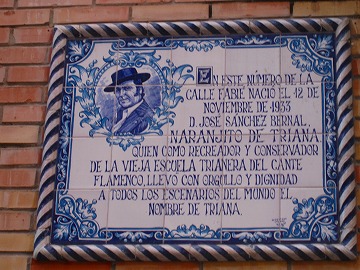 EN ESTE NÚMERO DE LA
CALLE FABIÉ NACIÓ EL 12 DE
NOVIEMBRE DE 1933
D. JOSÉ SÁNCHEZ BERNAL,
NARANJITO DE TRIANA
QUIEN COMO RECREADOR Y CONSERVADOR
DE LA VIEJA ESCUELA TRIANERA DEL CANTE
FLAMENCO, LLEVÓ CON ORGULLO Y DIGNIDAD
A TODOS LOS ESCENARIOS DEL MUNDO EL
NOMBRE DE TRIANA.